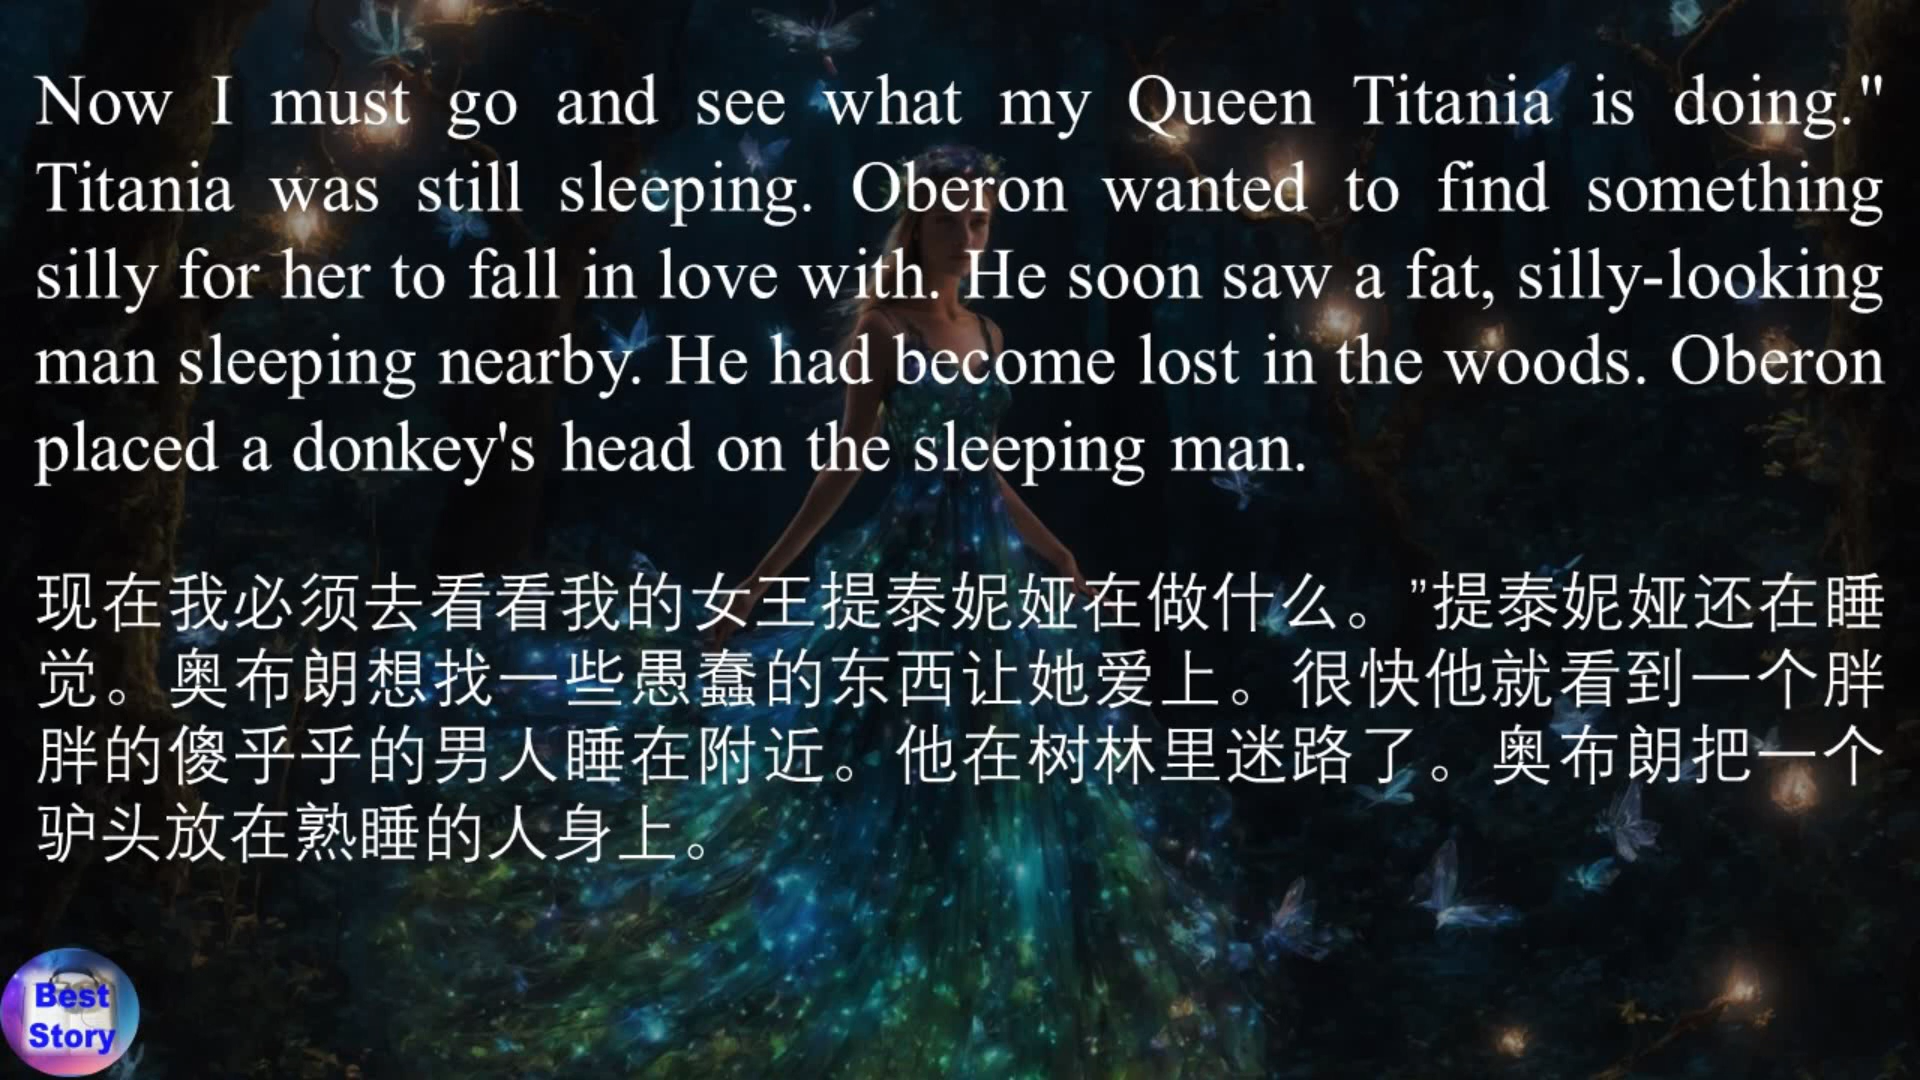 Now I must go and see what my Queen Titania is doing."
Titania was still sleeping. Oberon wanted to find something
silly for her to fall in love with. He soon saw a fat, silly-looking
man sleeping nearby. He had become lost in the woods. Oberon
placed a donkey's head on the sleeping man.
现在我必须去看看我的女王提泰妮娅在做什么。”提泰妮娅还在睡
觉。奥布朗想找一些愚蠢的东西让她爱上。很快他就看到一个胖
胖的傻乎乎的男人睡在附近。他在树林里迷路了。奥布朗把一个
驴头放在熟睡的人身上。
Best
Story